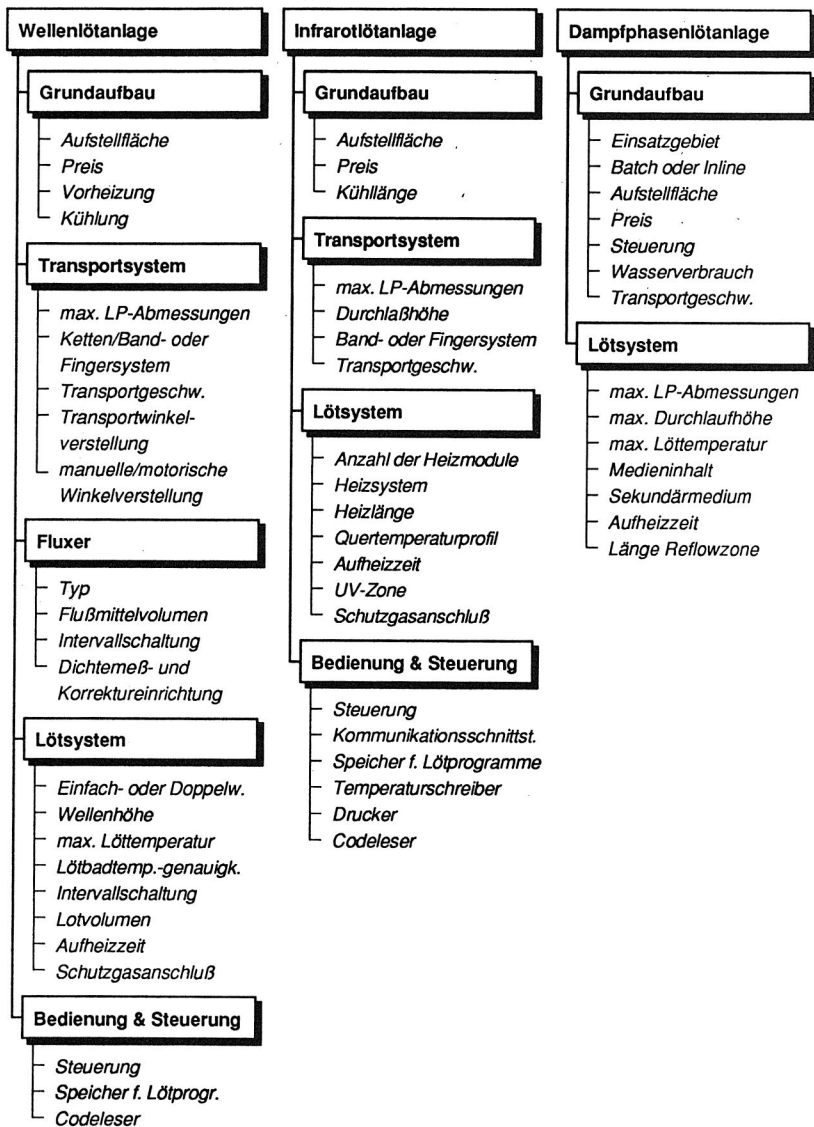 Wellenlötanlage
Grundaufbau
Aufstellfläche
Preis
Vorheizung
Kühlung
Transportsystem
max. LP-Abmessungen
Ketten/Band- oder
Fingersystem
Transportgeschw.
Transportwinkel-
verstellung
manuelle/motorische
Winkelverstellung
Fluxer
Typ
Flußmittelvolumen
Intervallschaltung
Dichtemeß- und
Korrektureinrichtung
Lötsystem
Einfach- oder Doppelw.
Wellenhöhe
max. Löttemperatur
Lötbadtemp.-genauigk.
Intervallschaltung
Lotvolumen
Aufheizzeit
Schutzgasanschluß
Bedienung & Steuerung
Steuerung
Speicher f. Lötprogr.
Codeleser
Infrarotlötanlage
Grundaufbau
Aufstellfläche
Preis
Kühllänge
Transportsystem
max. LP-Abmessungen
Durchlaßhöhe
Band- oder Fingersystem
Transportgeschw.
Lötsystem
Anzahl der Heizmodule
Heizsystem
Heizlänge
Quertemperaturprofil
Aufheizzeit
UV-Zone
Schutzgasanschluß
Bedienung & Steuerung
Steuerung
Kommunikationsschnittst.
Speicher f. Lötprogramme
Temperaturschreiber
Drucker
Codeleser
Dampfphasenlötanlage
Grundaufbau
Einsatzgebiet
Batch oder Inline
Aufstellfläche
Preis
Steuerung
Wasserverbrauch
Transportgeschw.
Lötsystem
max. LP-Abmessungen
max. Durchlaufhöhe
max. Löttemperatur
Medieninhalt
Sekundärmedium
Aufheizzeit
Länge Reflowzone